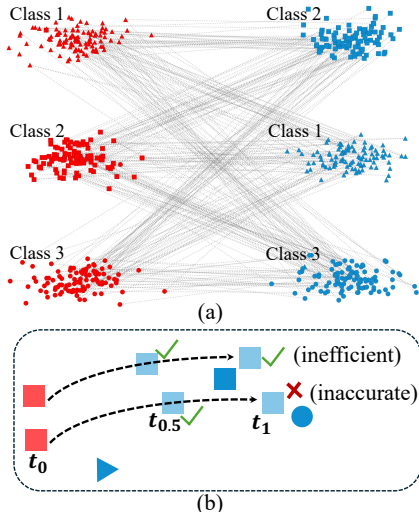 Class 1
Class 2
Class 2
Class 1
Class 3
Class 3
(a)
(inefficient)
(inaccurate)
t0.5
t1
t0
(b)